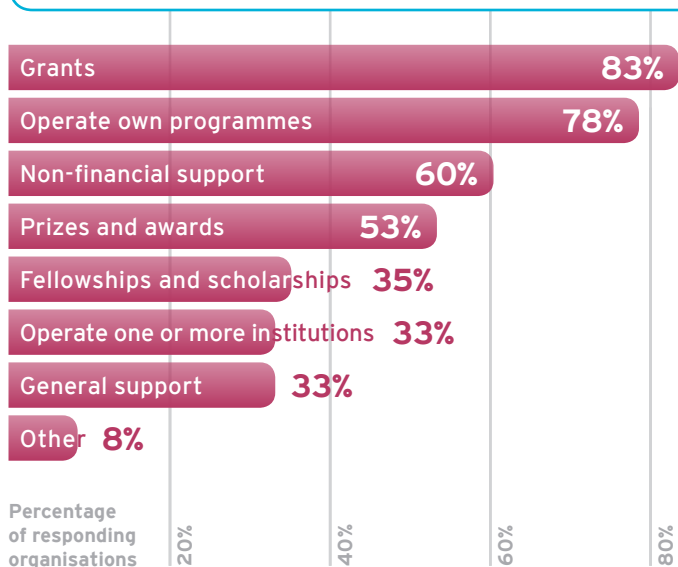 Grants 83%
Operate own programmes 78%
Non-financial support 60%
Prizes and awards 53%
Fellowships and scholarships 35%
Operate one or more institutions 33%
General support 33%
Other 8%
Percentage
of responding
organisations
20%
40%
60%
80%